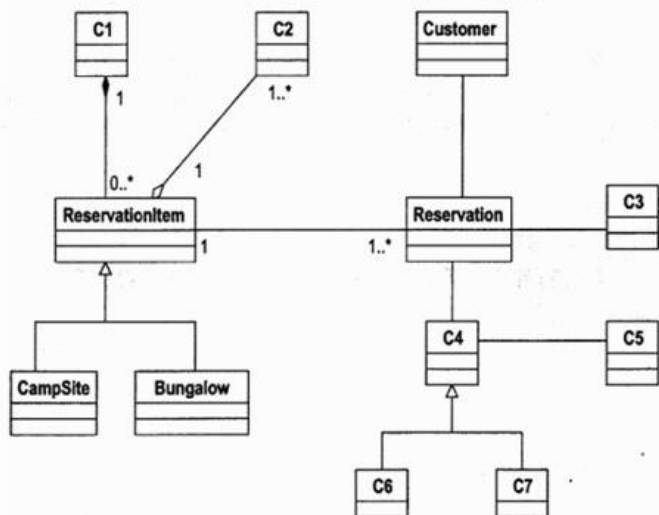 C1
C2
Customer
1
1..*
1
0..*
ReservationItem
Reservation
C3
1
1..*
C4
C5
CampSite
Bungalow
C6
C7